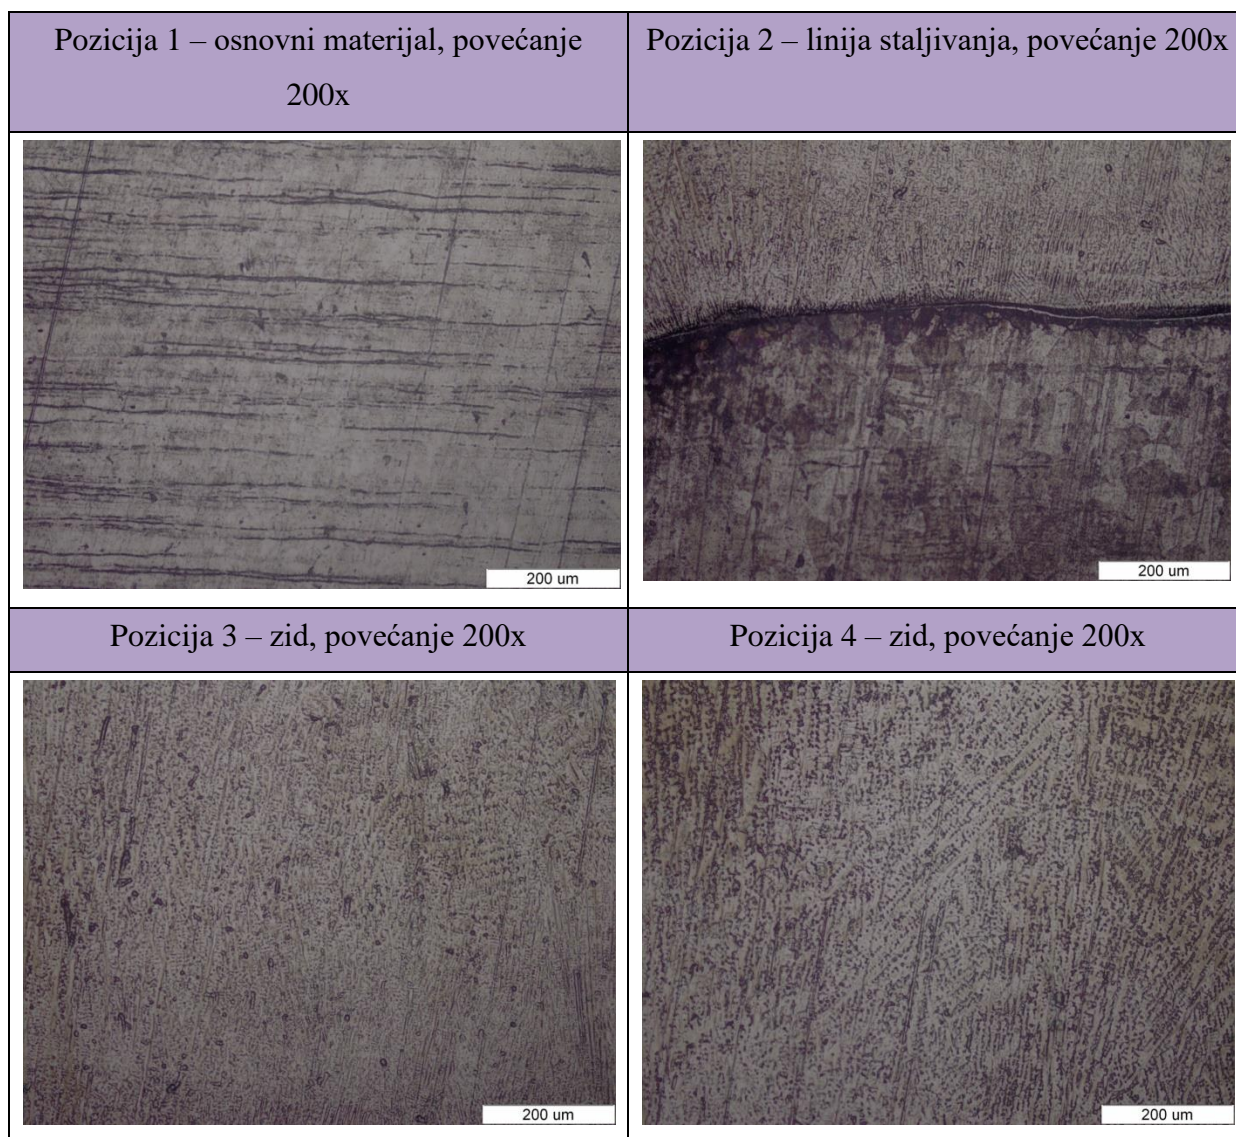 Pozicija 1 – osnovni materijal, povećanje
200x
Pozicija 2 – linija staljivanja, povećanje 200x
200 um
200 um
Pozicija 3 – zid, povećanje 200x
Pozicija 4 – zid, povećanje 200x
200 um
200 um